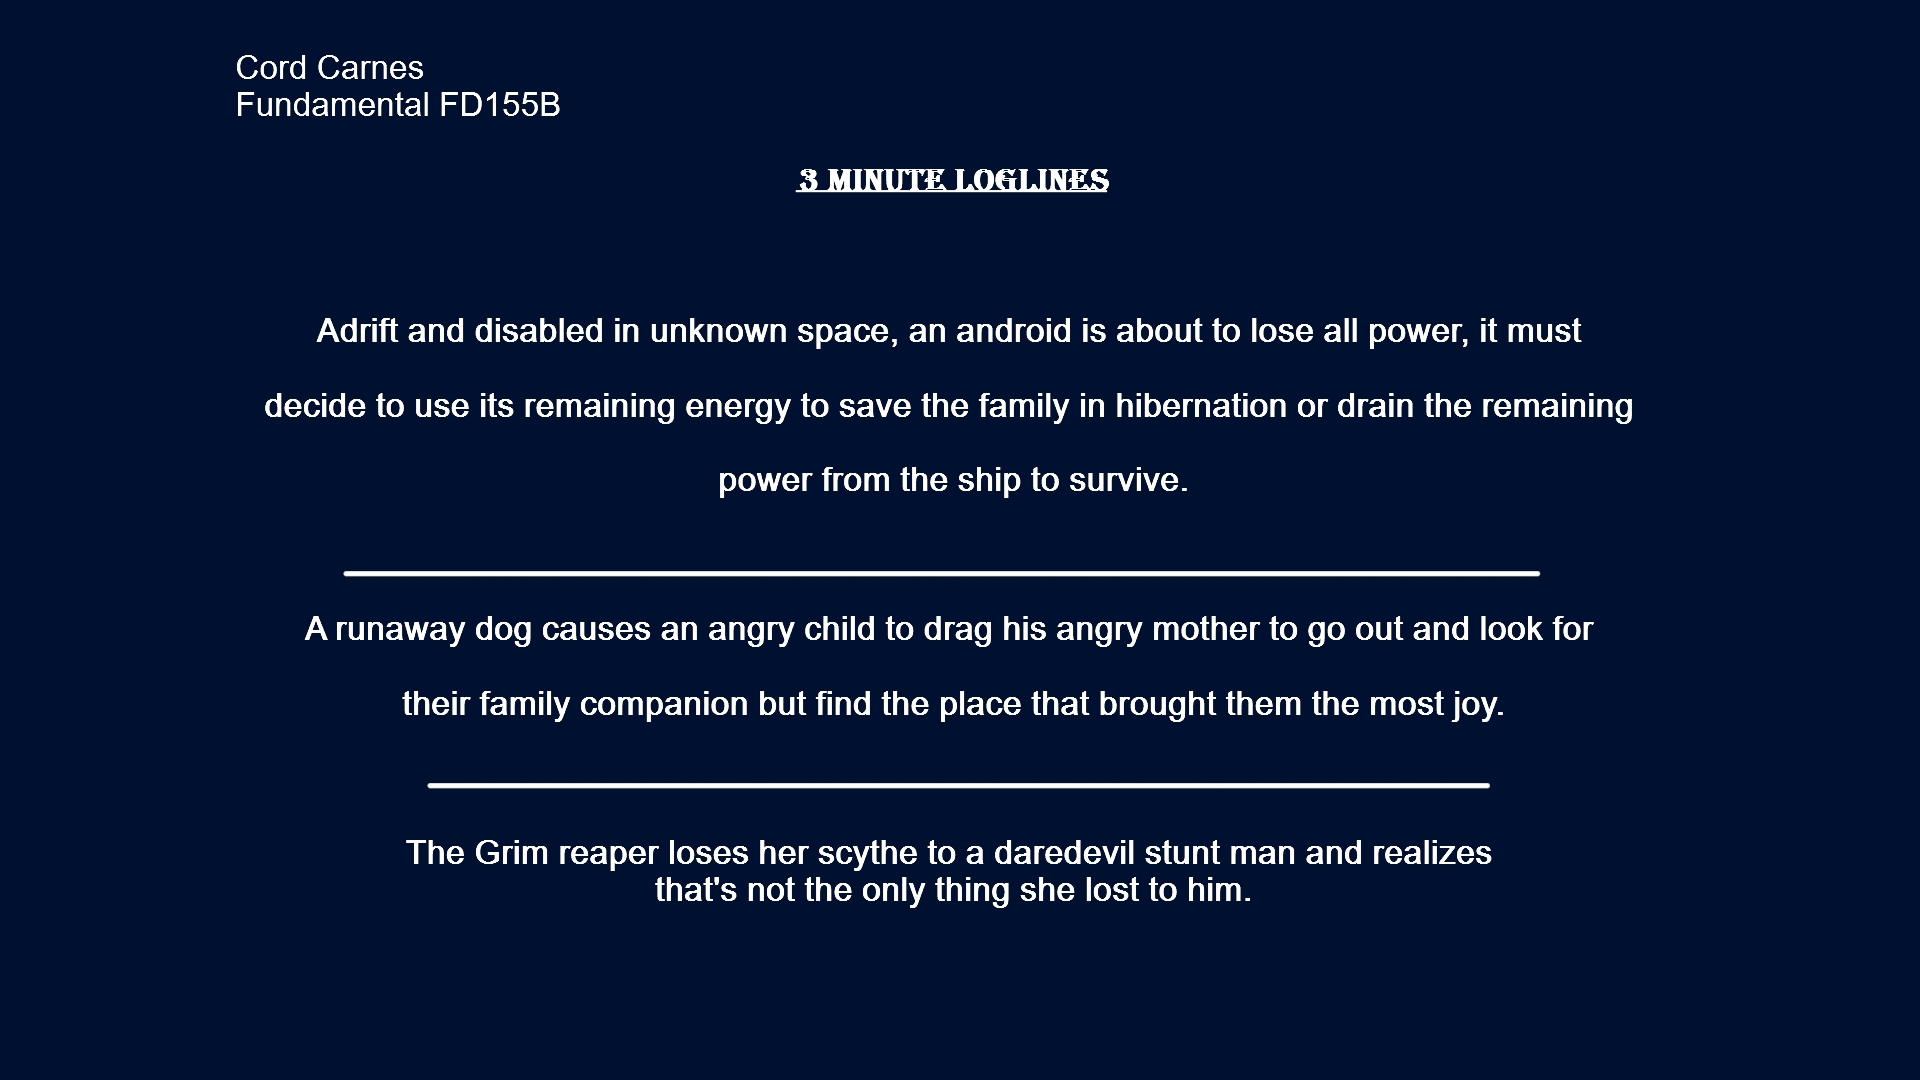 Cord Carnes
Fundamental FD155B
3 MINUTE LOGLINES
Adrift and disabled in unknown space, an android is about to lose all power, it must
decide to use its remaining energy to save the family in hibernation or drain the remaining
power from the ship to survive.
A runaway dog causes an angry child to drag his angry mother to go out and look for
their family companion but find the place that brought them the most joy.
The Grim reaper loses her scythe to a daredevil stunt man and realizes
that's not the only thing she lost to him.